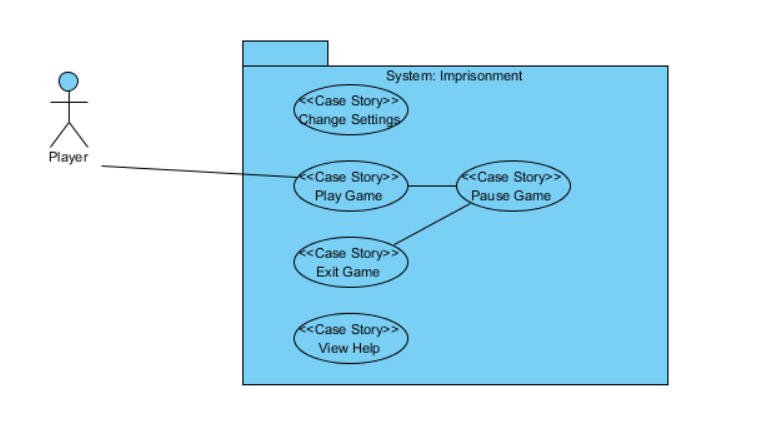 System: Imprisonment
<<Case Story>>
Change Settings
Player
<<Case Story>>
Play Game
<<Case Story>>
Pause Game
<<Case Story>>
Exit Game
<<Case Story>>
View Help